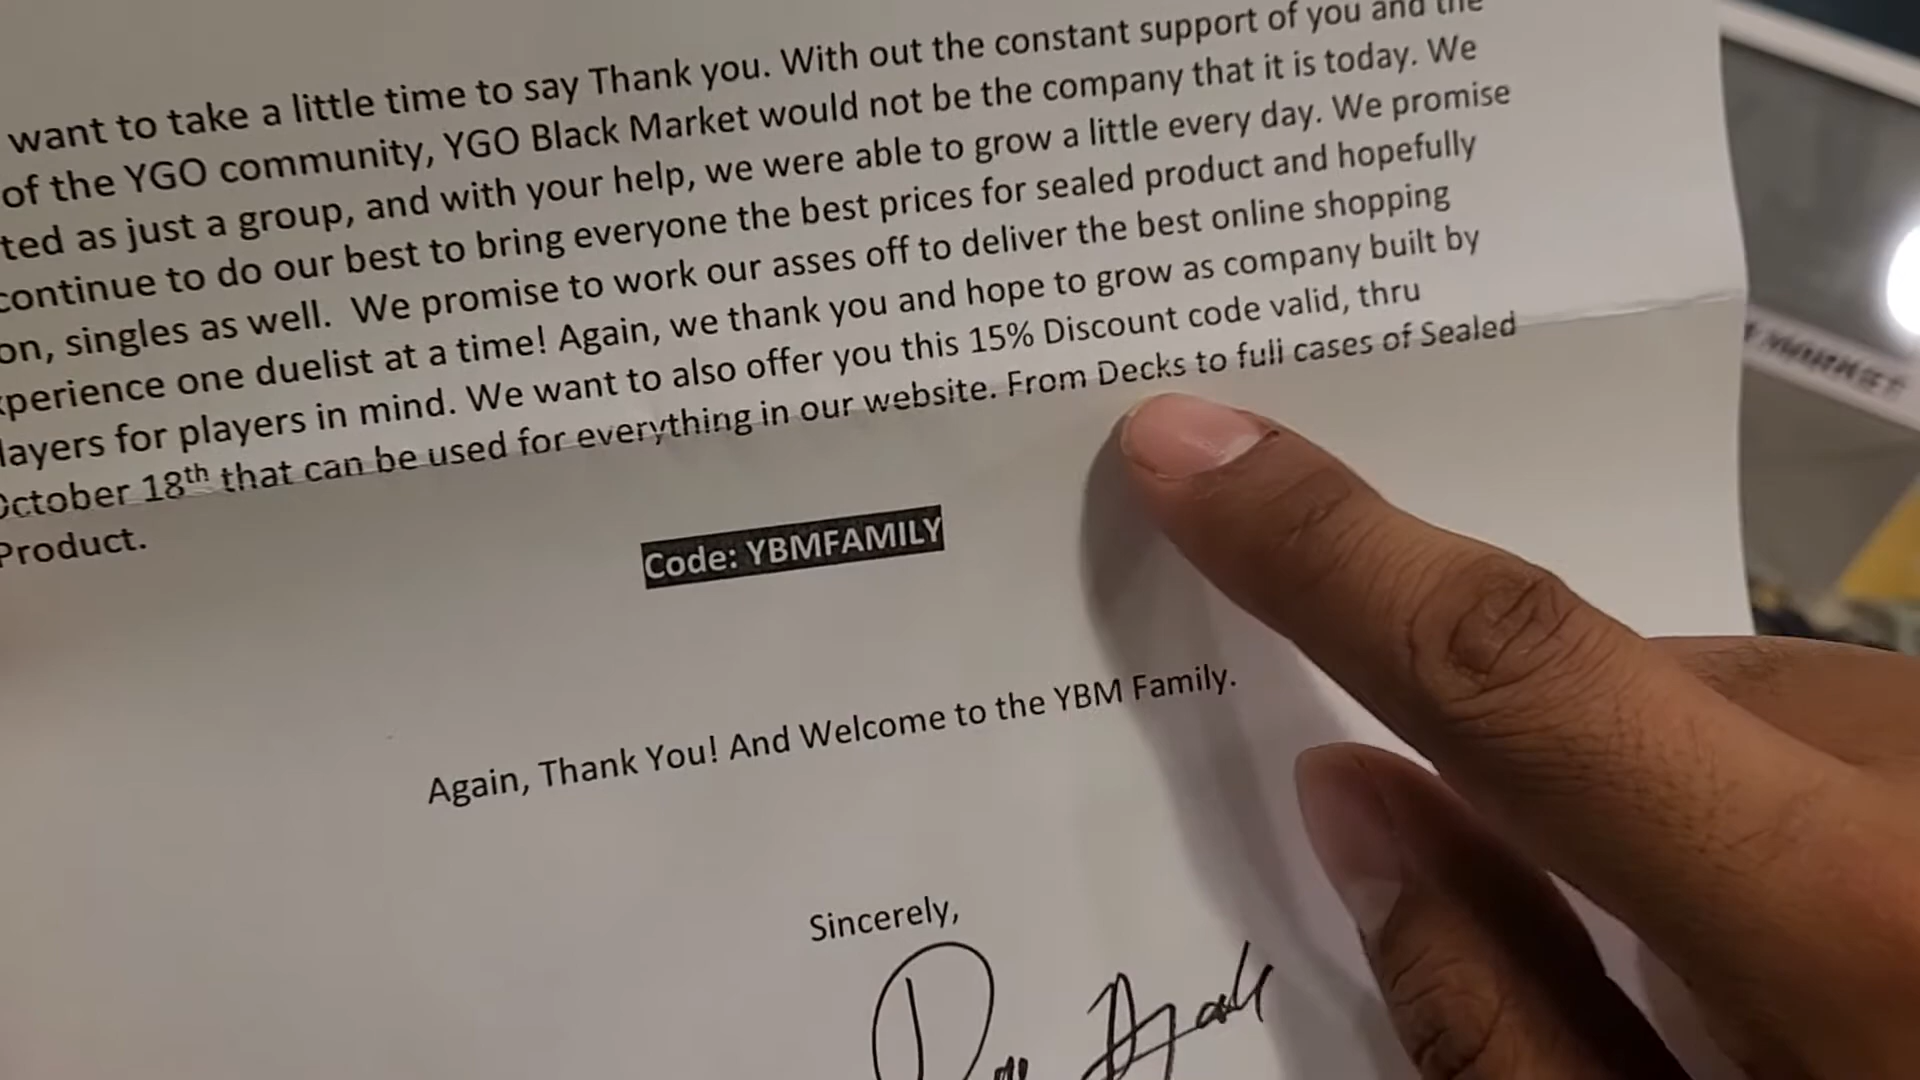 want to take a little time to say Thank you. With out the constant support of you and the
of the YGO community, YGO Black Market would not be the company that it is today. We
ted as just a group, and with your help, we were able to grow a little every day. We promise
continue to do our best to bring everyone the best prices for sealed product and hopefully
on, singles as well. We promise to work our asses off to deliver the best online shopping
xperience one duelist at a time! Again, we thank you and hope to grow as company built by
layers for players in mind. We want to also offer you this 15% Discount code valid, thru
October 18th that can be used for everything in our website. From Decks to full cases of Sealed
Product.
Code: YBMFAMILY
Again, Thank You! And Welcome to the YBM Family.
Sincerely,